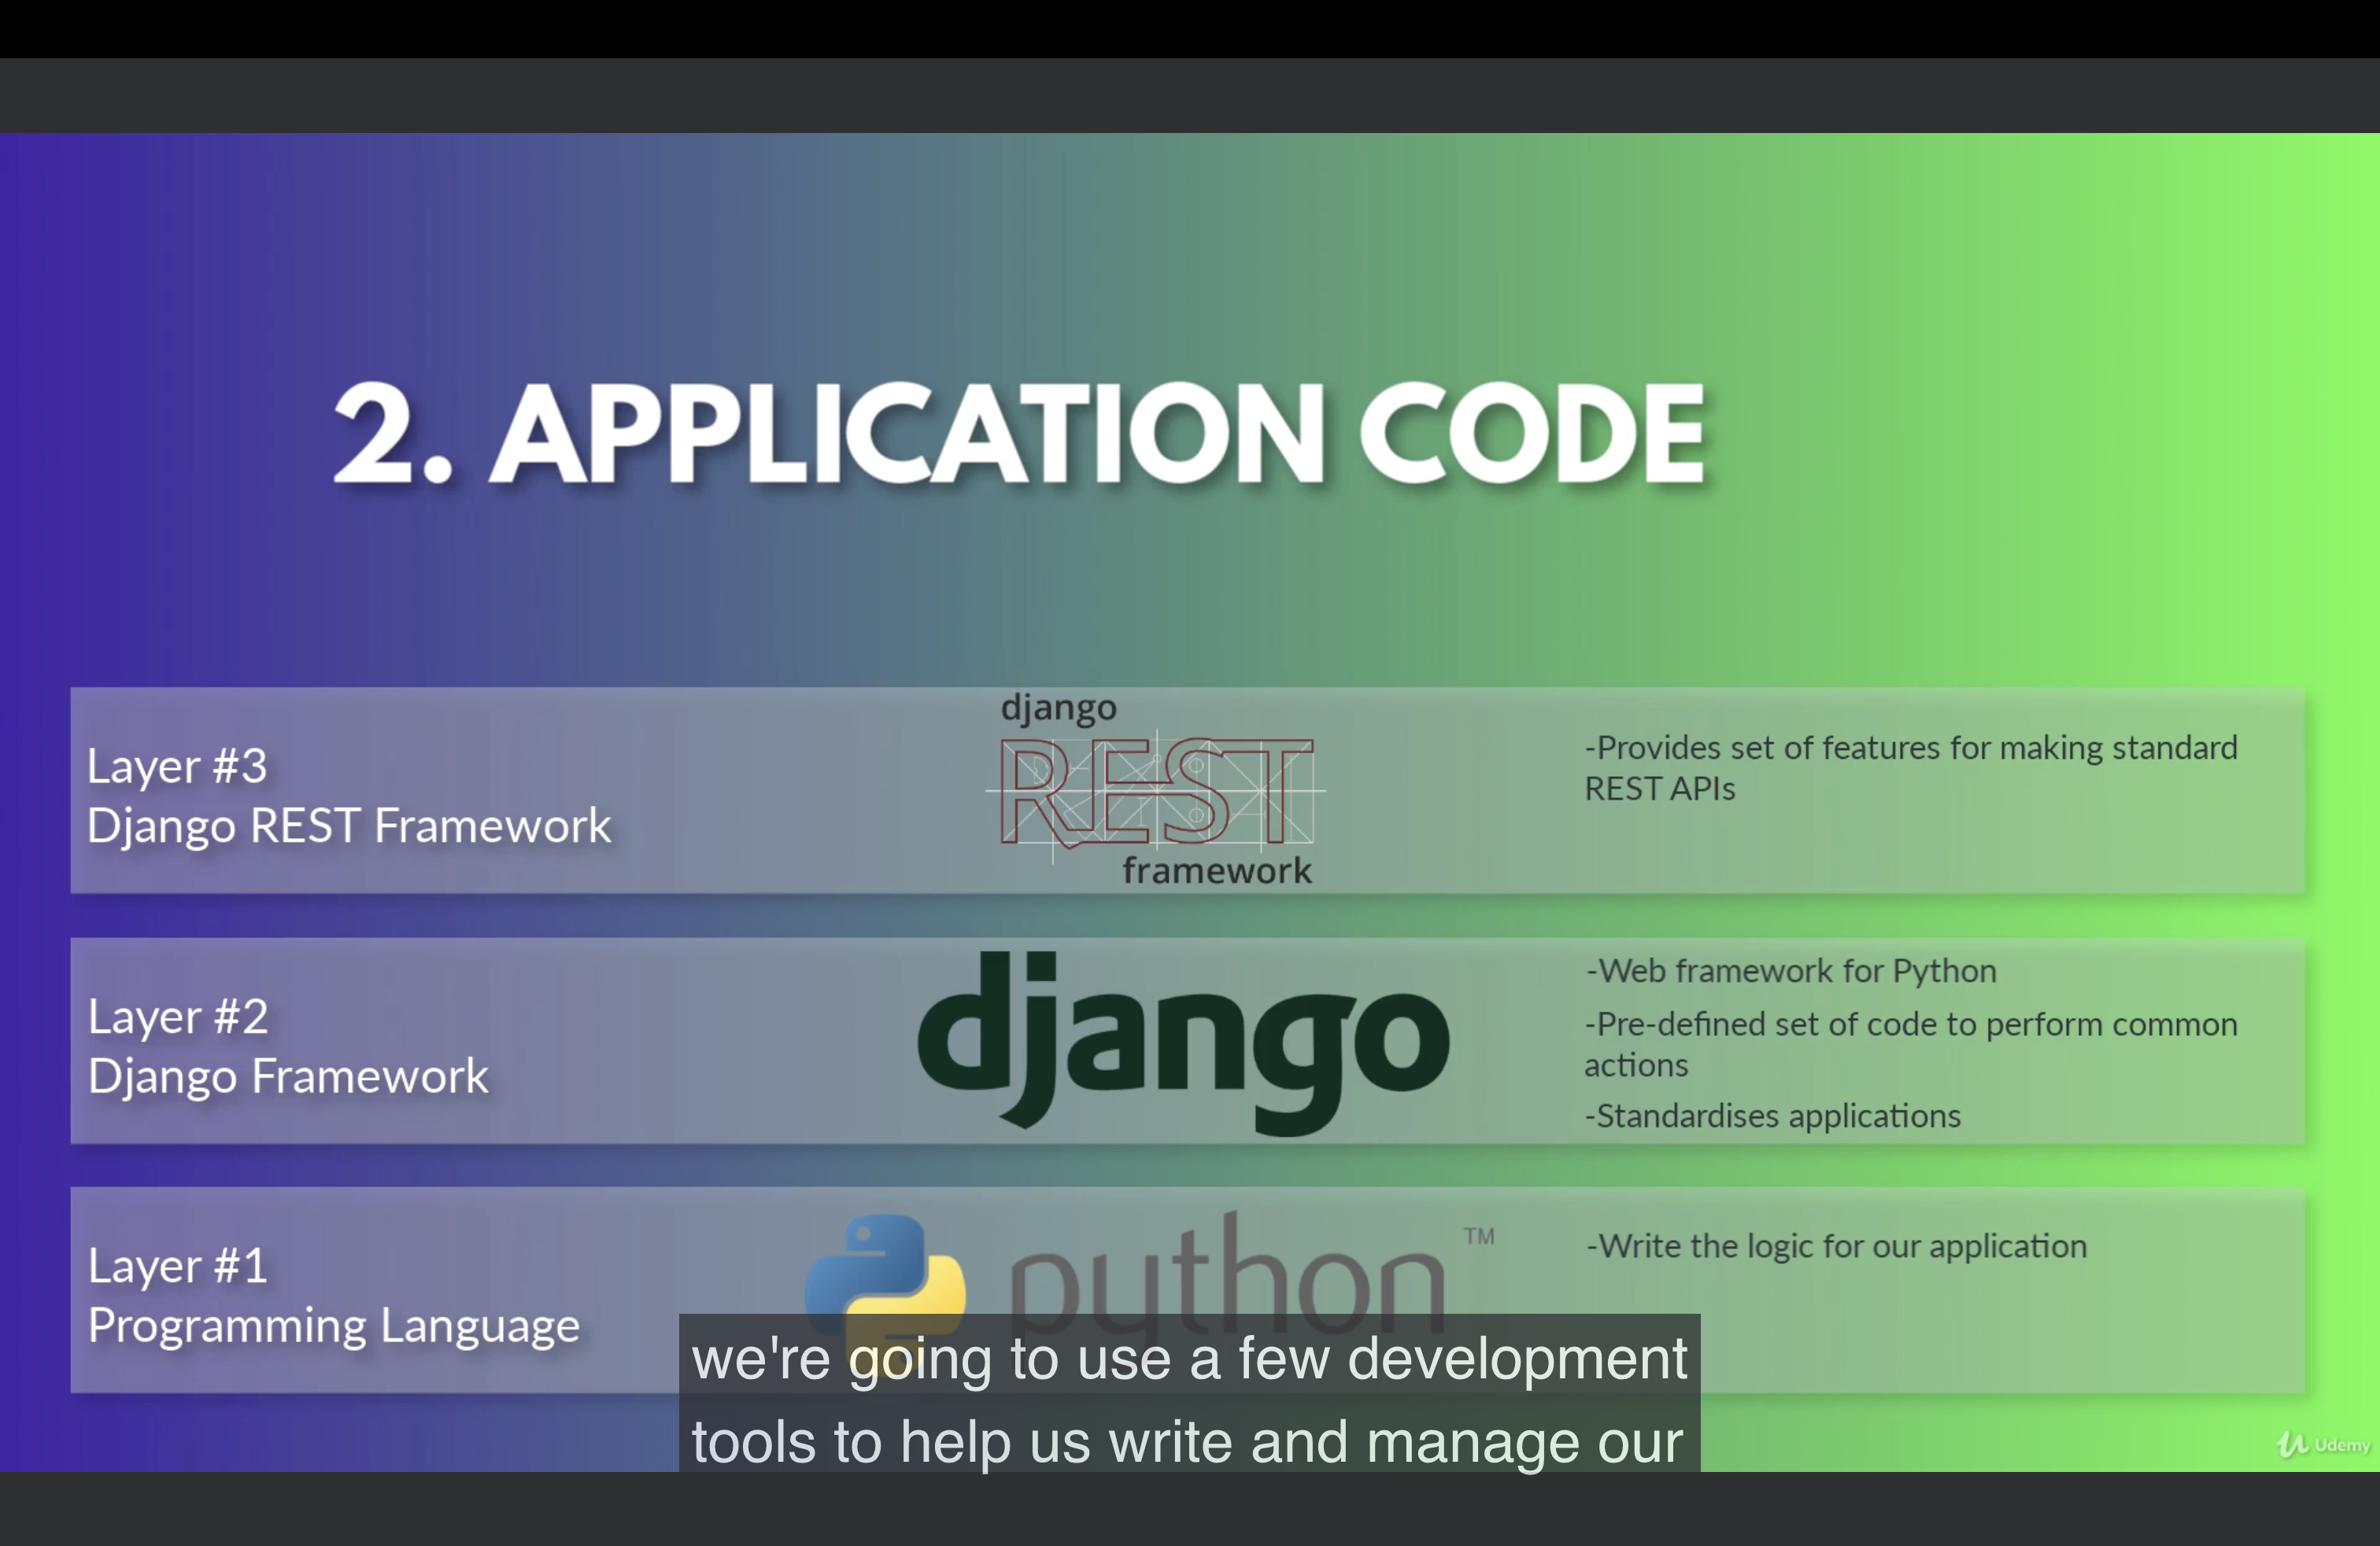 2. APPLICATION CODE
Layer #3
Django REST Framework
django
REST
framework
-Provides set of features for making standard
REST APIs
Layer #2
Django Framework
django
-Web framework for Python
-Pre-defined set of code to perform common
actions
-Standardises applications
Layer #1
Programming Language
python TM
-Write the logic for our application
we're going to use a few development
tools to help us write and manage our
Udemy